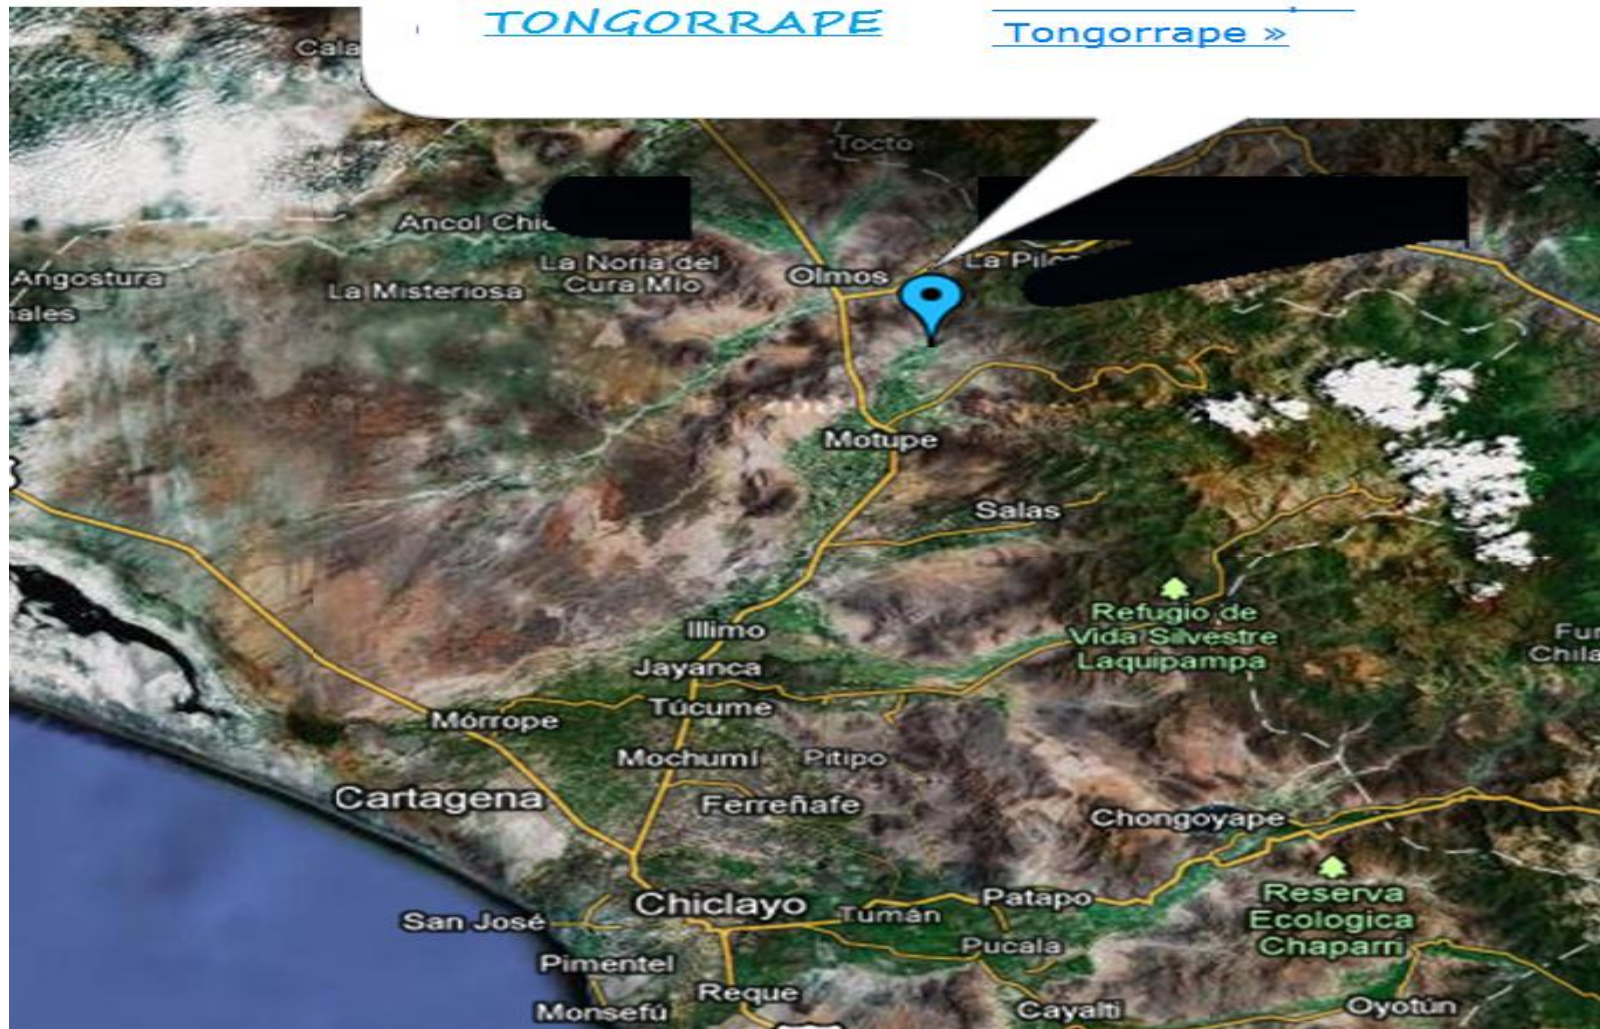 TONGORRAPE
Tongorrape »
Tocto
Ancol
Angostura
La Noria del
Cura Mío
La Misteriosa
Olmos
La
Motupe
Salas
Refugio de
Vida Silvestre
Laquipampa
Illimo
Jayanca
Túcume
Mórrope
Mochumí
Pitipo
Cartagena
Ferreñafe
Chongoyape
Chiclayo
Tumán
Patapo
Reserva
Ecologica
Chaparri
San José
Pucala
Pimentel
Reque
Monsefú
Cayalti
Oyotún